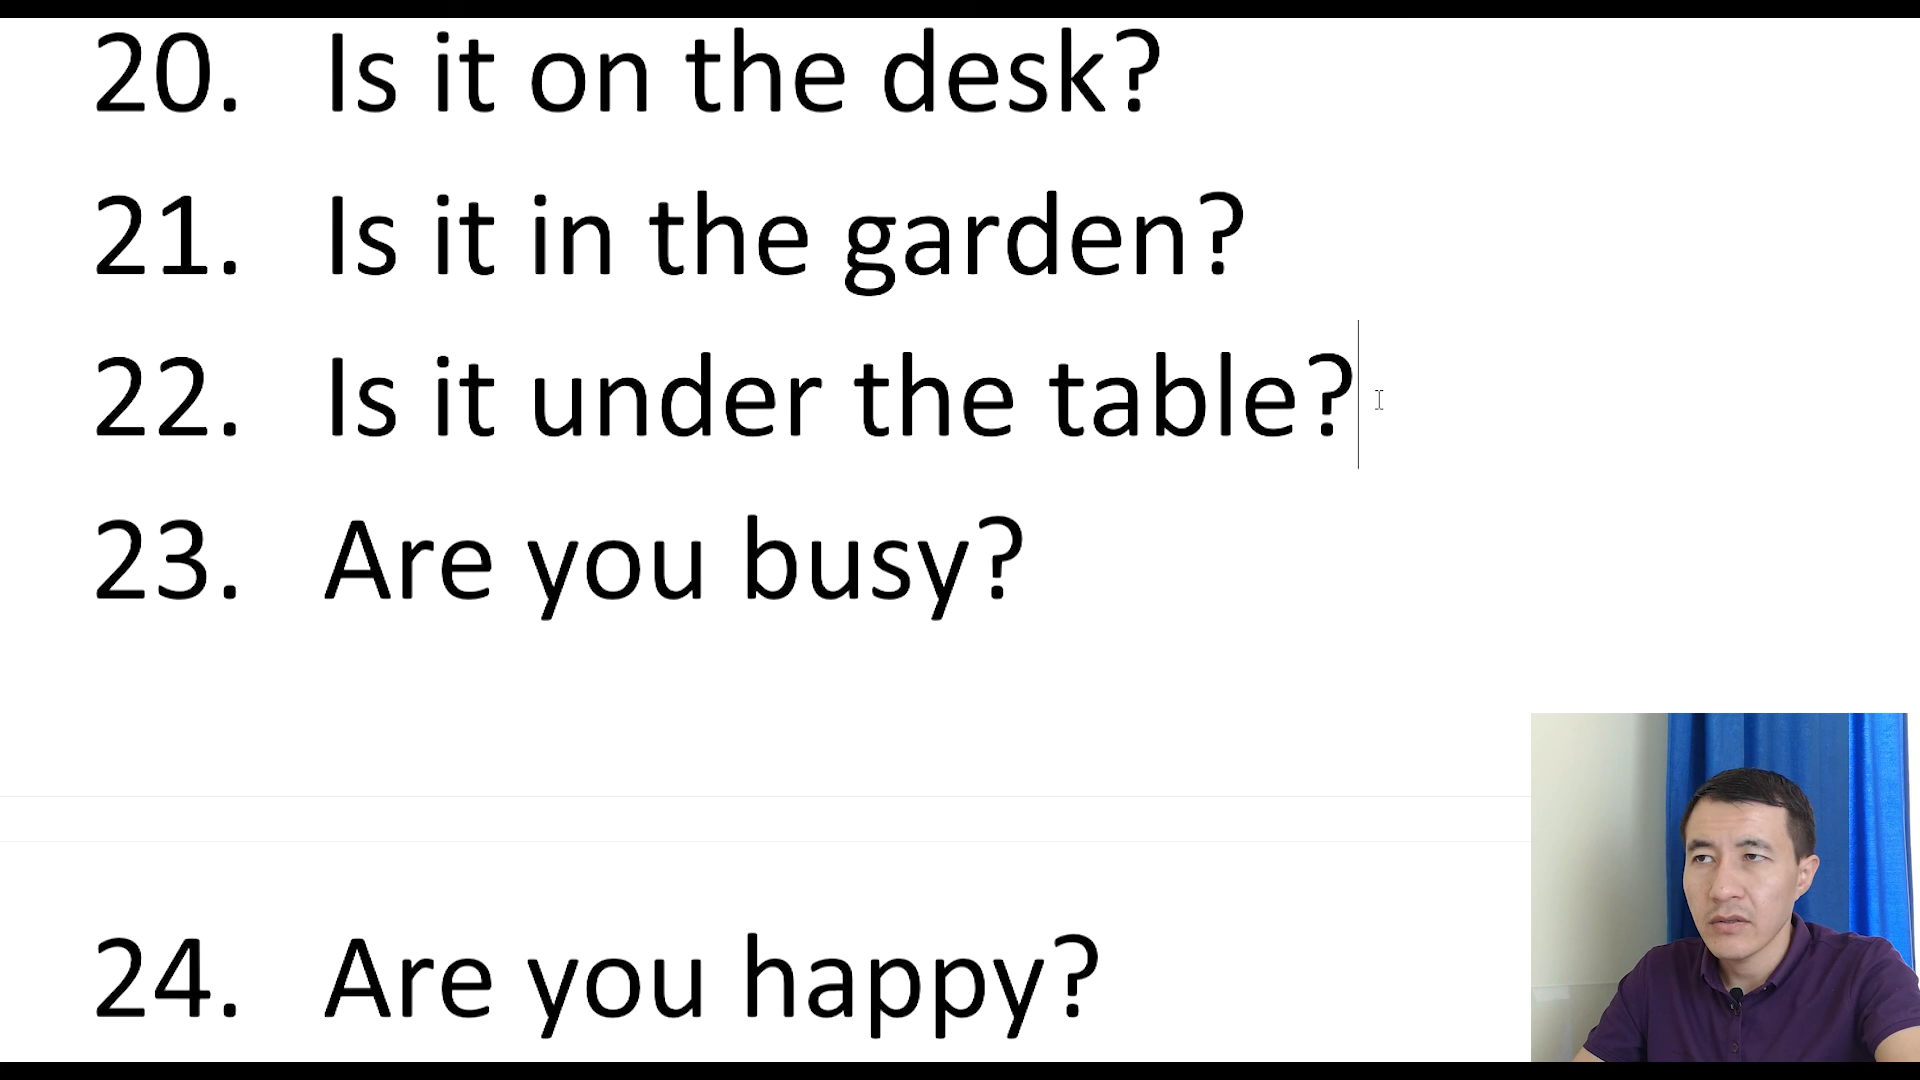 20. Is it on the desk?
21. Is it in the garden?
22. Is it under the table?
23. Are you busy?
24. Are you happy?